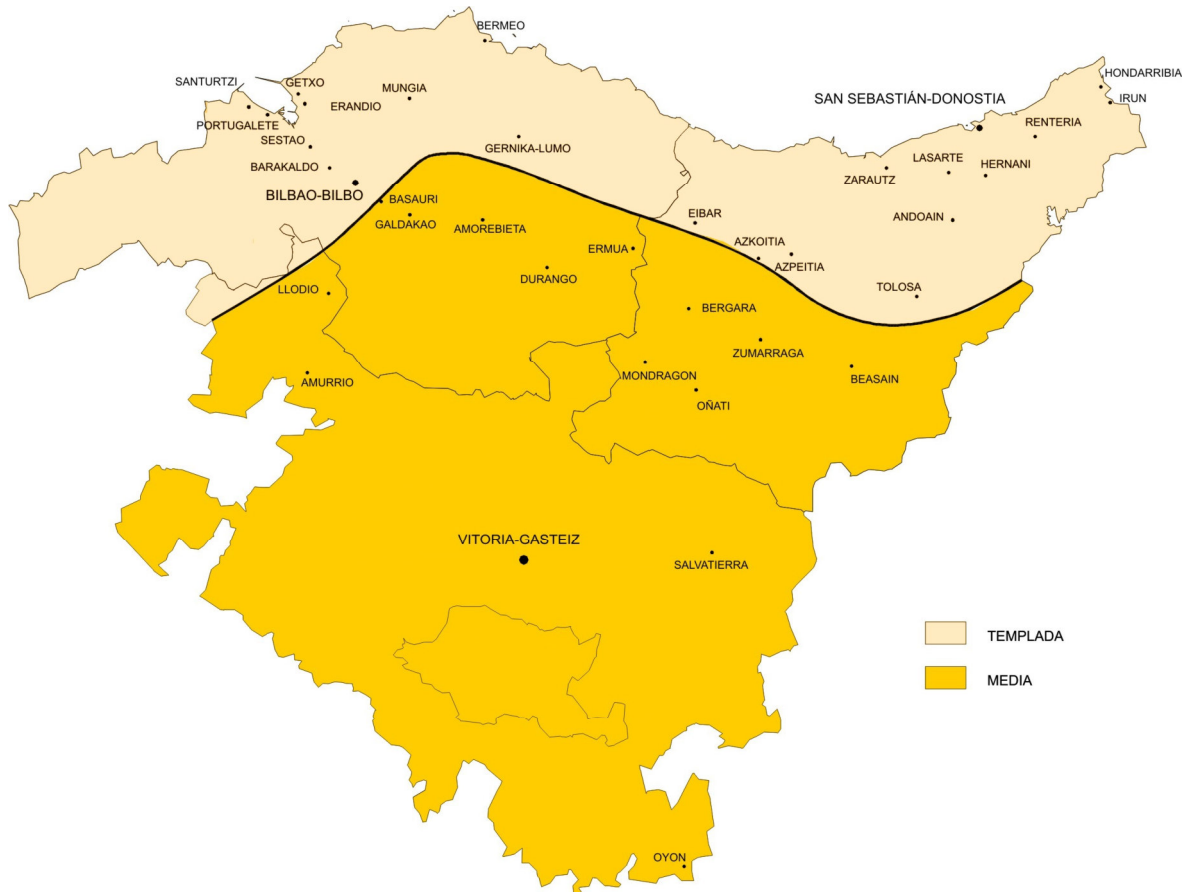 BERMEO
HONDARRIBIA
SANTURTZI
GETXO
MUNGIA
ERANDIO
SAN SEBASTIÁN-DONOSTIA
IRUN
PORTUGALETE
SESTAO
GERNIKA-LUMO
RENTERIA
LASARTE
HERNANI
BARAKALDO
ZARAUTZ
BILBAO-BILBO
BASAURI
GALDAKAO
AMOREBIETA
EIBAR
ANDOAIN
ERMUA
AZKOITIA
AZPEITIA
DURANGO
LLODIO
TOLOSA
BERGARA
ZUMARRAGA
MONDRAGON
BEASAIN
AMURRIO
OÑATI
VITORIA-GASTEIZ
SALVATIERRA
TEMPLADA
MEDIA
OYON